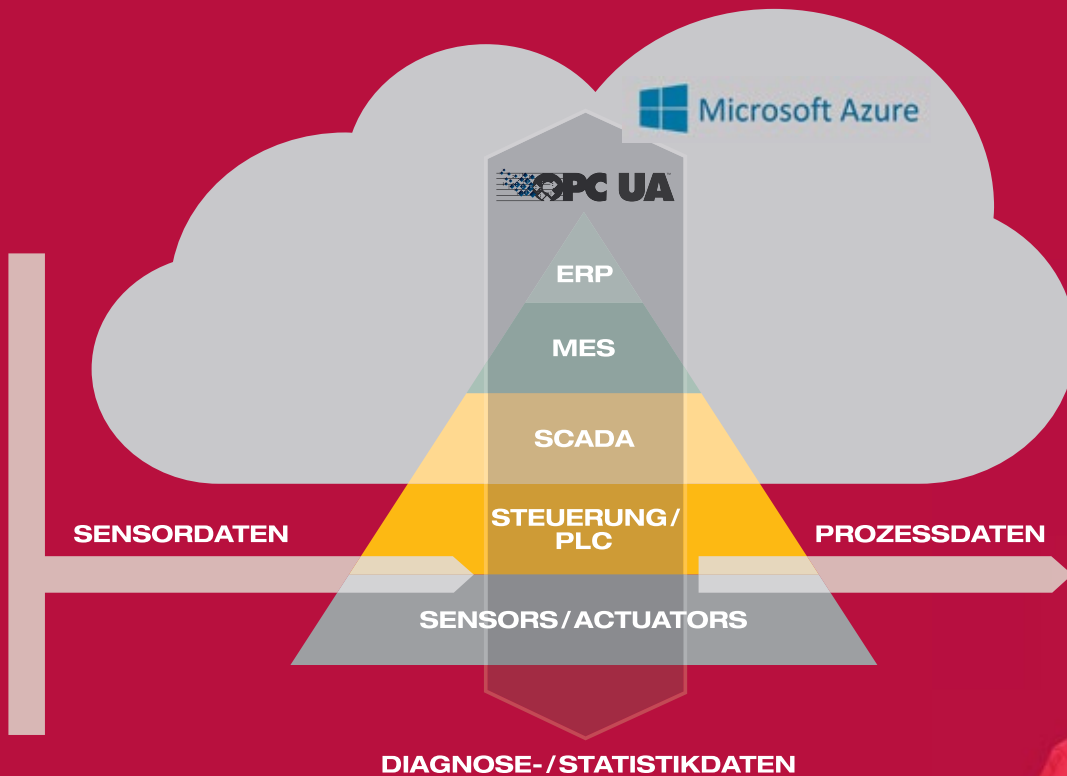 Microsoft Azure
OPC UA
ERP
MES
SCADA
SENSORDATEN
STEUERUNG/
PLC
PROZESSDATEN
SENSORS/ACTUATORS
DIAGNOSE-/STATISTIKDATEN